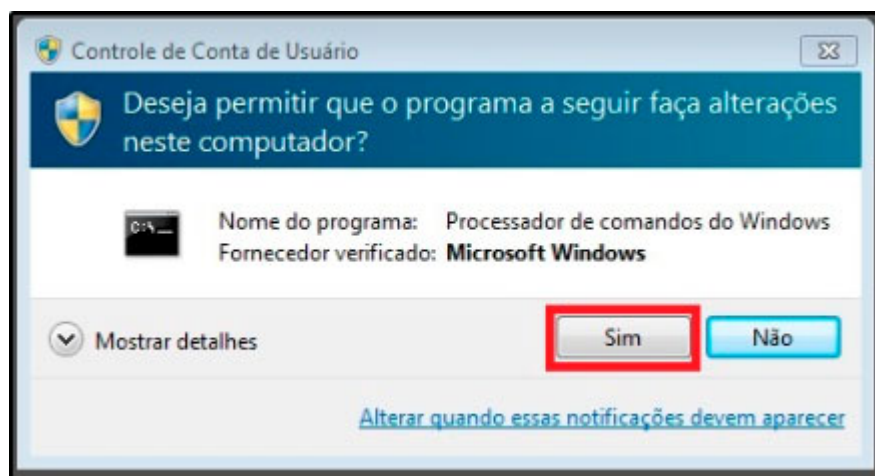 Controle de Conta de Usuário
Deseja permitir que o programa a seguir faça alterações
neste computador?
C:\
Nome do programa: Processador de comandos do Windows
Fornecedor verificado: Microsoft Windows
Mostrar detalhes
Sim
Não
Alterar quando essas notificações devem aparecer